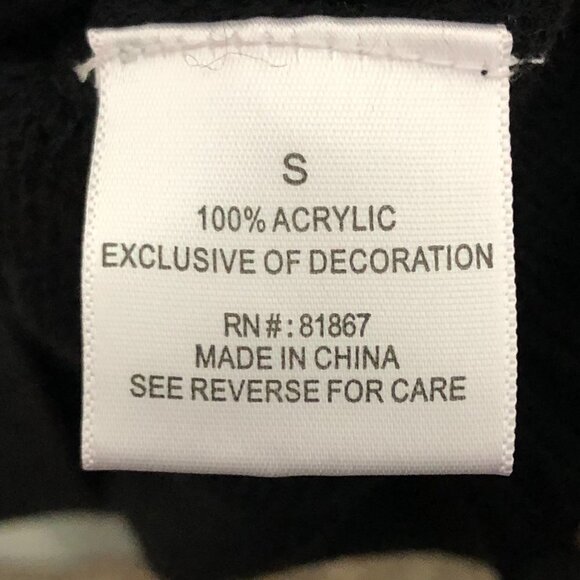 S
100% ACRYLIC
EXCLUSIVE OF DECORATION
RN#: 81867
MADE IN CHINA
SEE REVERSE FOR CARE